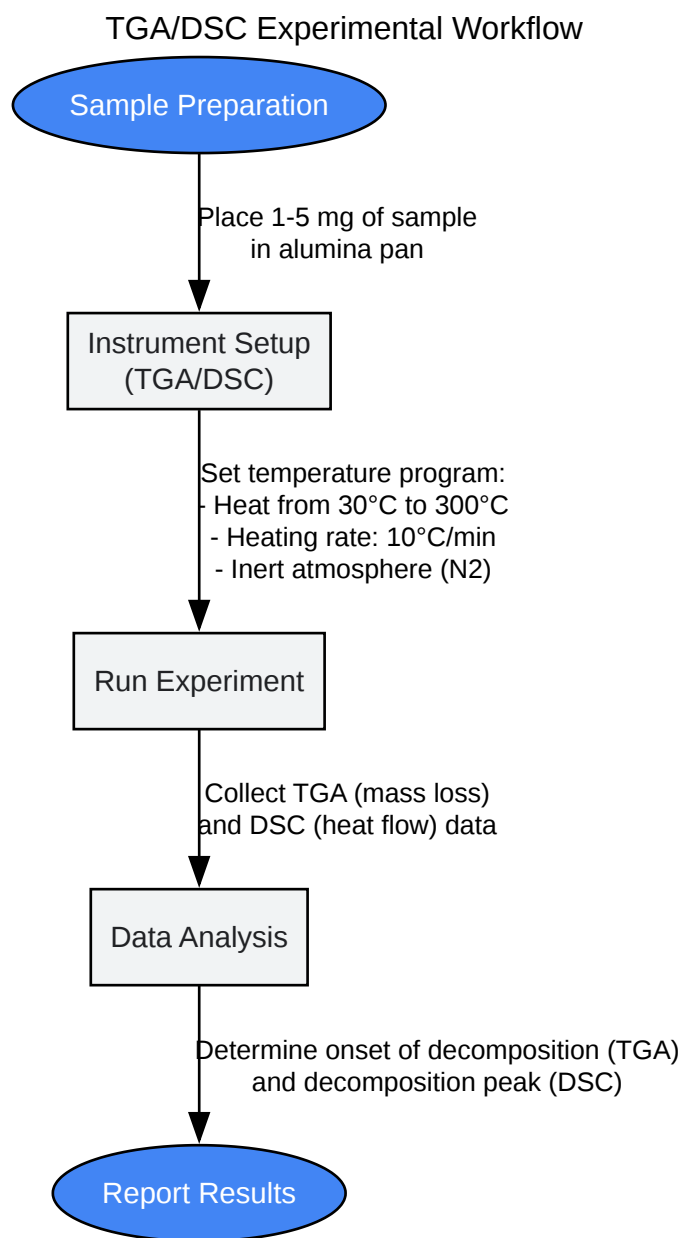 TGA/DSC Experimental Workflow
Sample Preparation
Place 1-5 mg of sample
in alumina pan
Instrument Setup
(TGA/DSC)
Set temperature program:
- Heat from 30°C to 300°C
- Heating rate: 10°C/min
- Inert atmosphere (N2)
Run Experiment
Collect TGA (mass loss)
and DSC (heat flow) data
Data Analysis
Determine onset of decomposition (TGA)
and decomposition peak (DSC)
Report Results